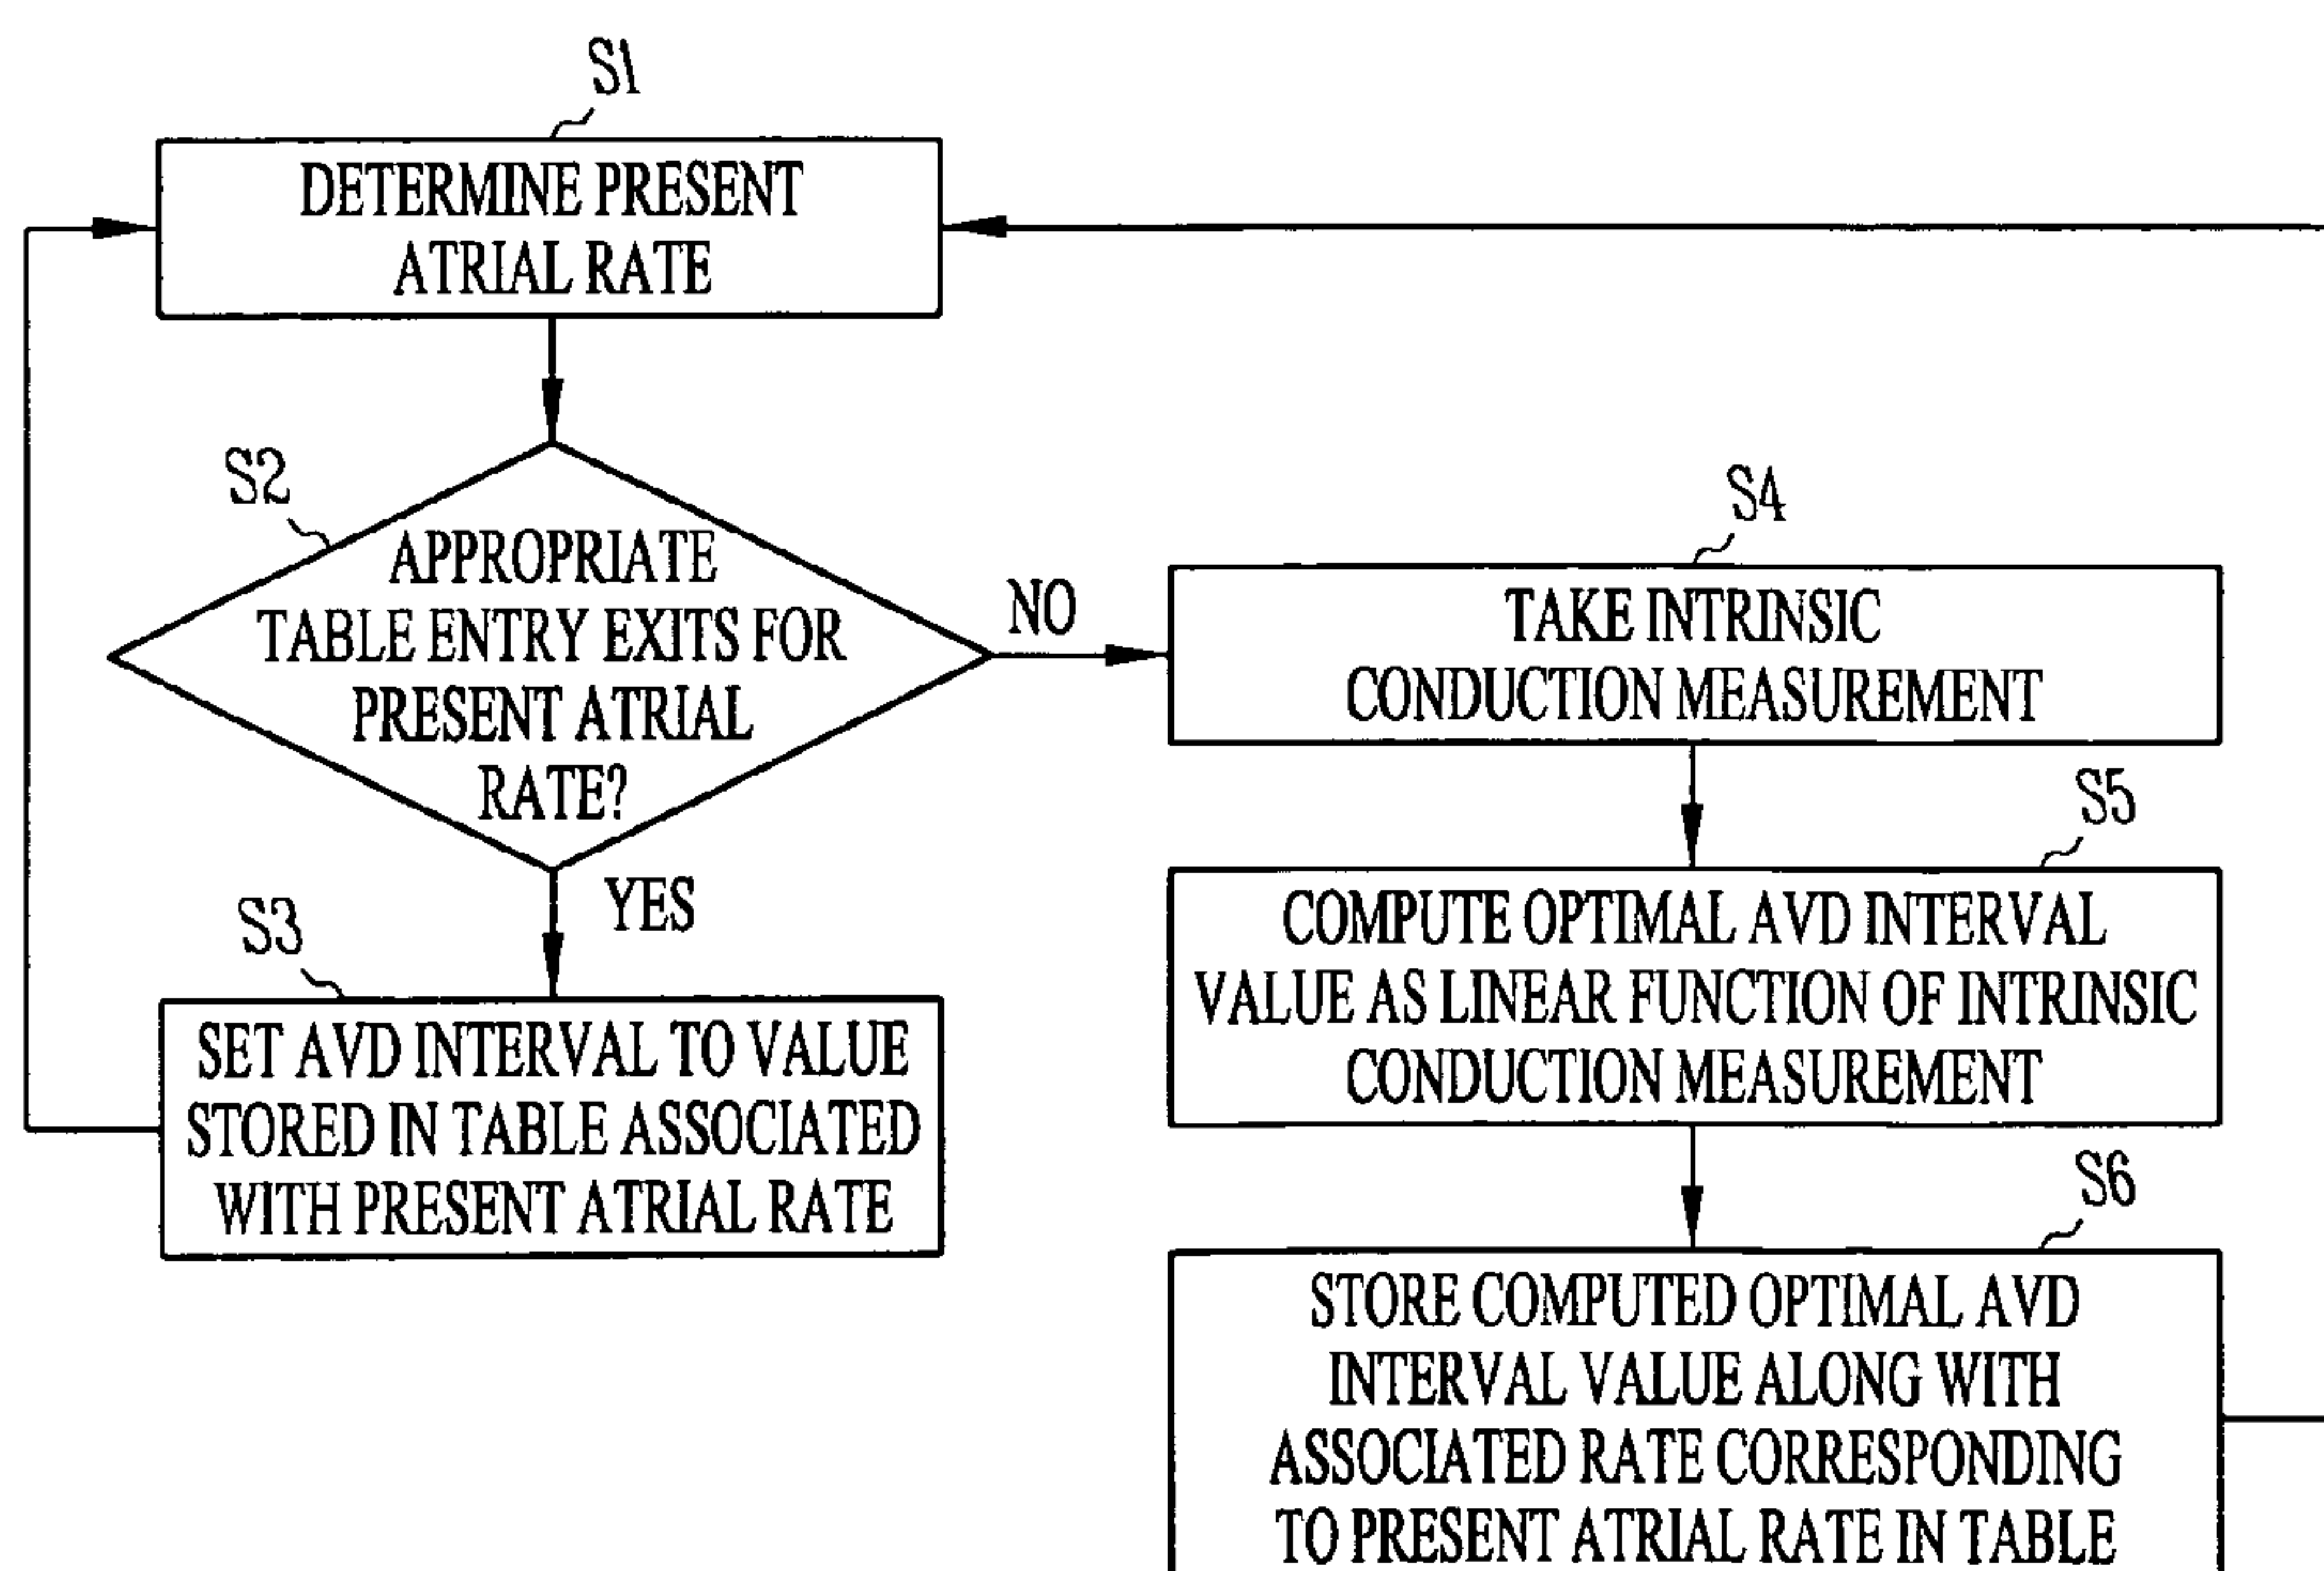 S1
DETERMINE PRESENT
ATRIAL RATE
S2
APPROPRIATE
TABLE ENTRY EXITS FOR
PRESENT ATRIAL
RATE?
NO
YES
S3
SET AVD INTERVAL TO VALUE
STORED IN TABLE ASSOCIATED
WITH PRESENT ATRIAL RATE
S4
TAKE INTRINSIC
CONDUCTION MEASUREMENT
S5
COMPUTE OPTIMAL AVD INTERVAL
VALUE AS LINEAR FUNCTION OF INTRINSIC
CONDUCTION MEASUREMENT
S6
STORE COMPUTED OPTIMAL AVD
INTERVAL VALUE ALONG WITH
ASSOCIATED RATE CORRESPONDING
TO PRESENT ATRIAL RATE IN TABLE